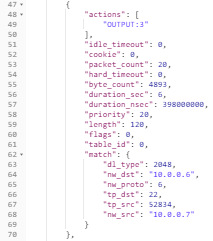 47 {
48 "actions": [
49 "OUTPUT:3"
50 ],
51 "idle_timeout": 0,
52 "cookie": 0,
53 "packet_count": 20,
54 "hard_timeout": 0,
55 "byte_count": 4893,
56 "duration_sec": 6,
57 "duration_nsec": 398000000,
58 "priority": 20,
59 "length": 120,
60 "flags": 0,
61 "table_id": 0,
62 "match": {
63 "dl_type": 2048,
64 "nw_dst": "10.0.0.6",
65 "nw_proto": 6,
66 "tp_dst": 22,
67 "tp_src": 52834,
68 "nw_src": "10.0.0.7"
69 }
70 },